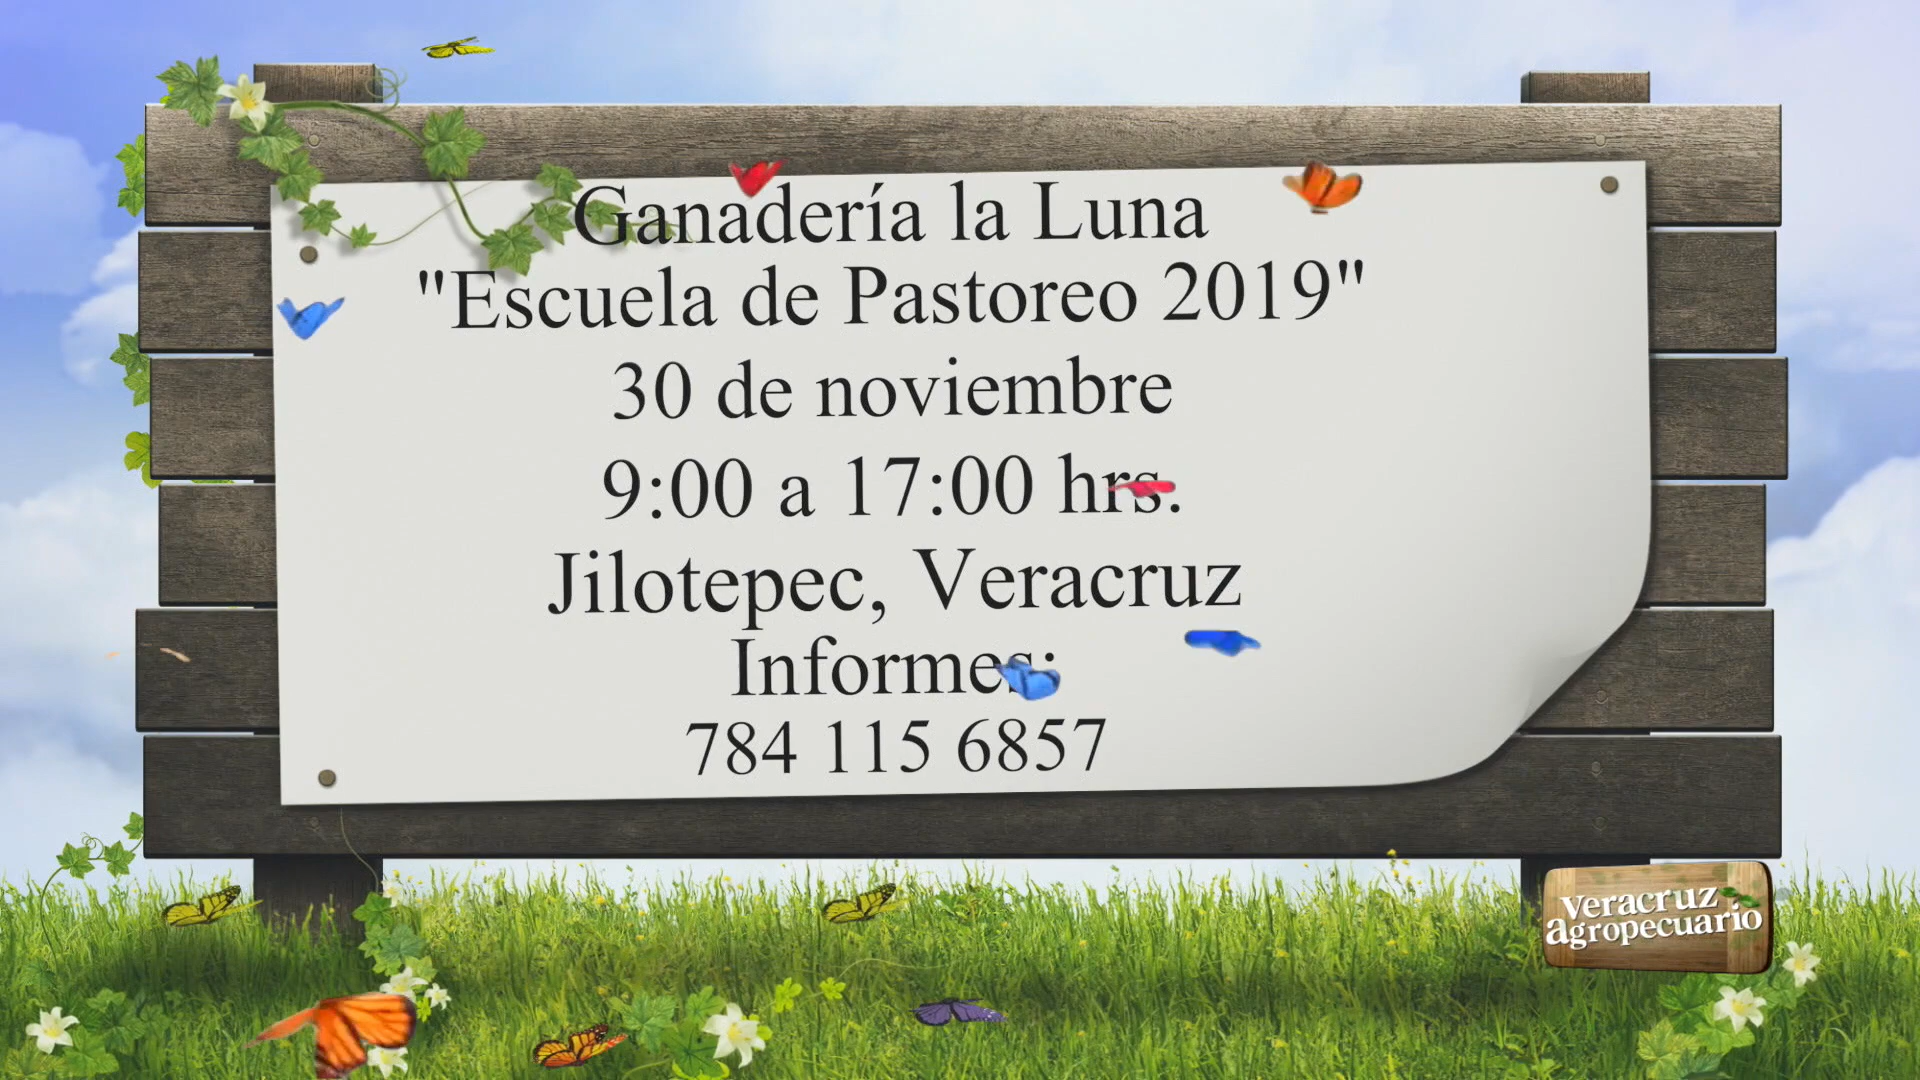 Ganadería la Luna
"Escuela de Pastoreo 2019"
30 de noviembre
9:00 a 17:00 hrs.
Jilotepec, Veracruz
Informes:
784 115 6857
veracruz
agropecuario